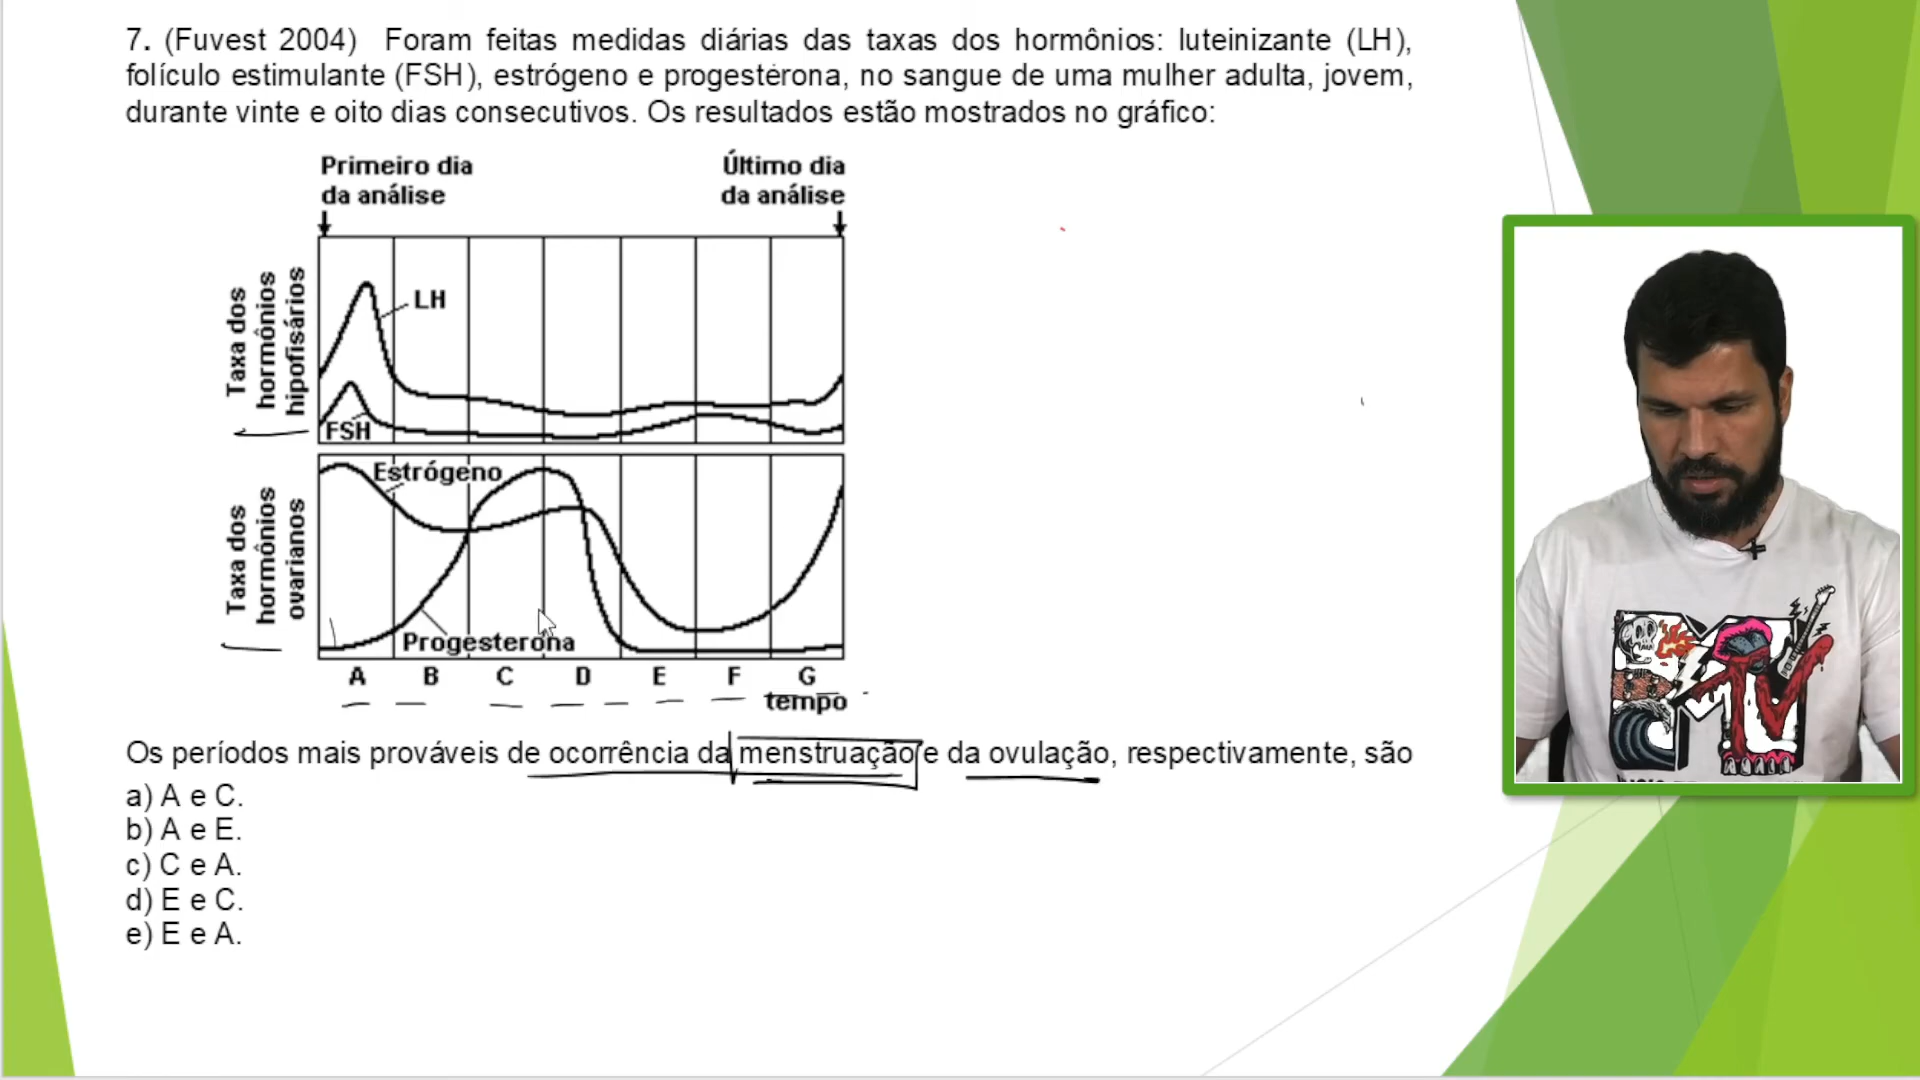 7. (Fuvest 2004) Foram feitas medidas diárias das taxas dos hormônios: luteinizante (LH),
folículo estimulante (FSH), estrógeno e progesterona, no sangue de uma mulher adulta, jovem,
durante vinte e oito dias consecutivos. Os resultados estão mostrados no gráfico:
Primeiro dia
da análise
Último dia
da análise
Taxa dos
hormônios
hipofisários
LH
FSH
Taxa dos
hormônios
ovarianos
Estrógeno
Progesterona
A B C D E F G
tempo
Os períodos mais prováveis de ocorrência da menstruação e da ovulação, respectivamente, são
a) A e C.
b) A e E.
c) C e A.
d) E e C.
e) E e A.